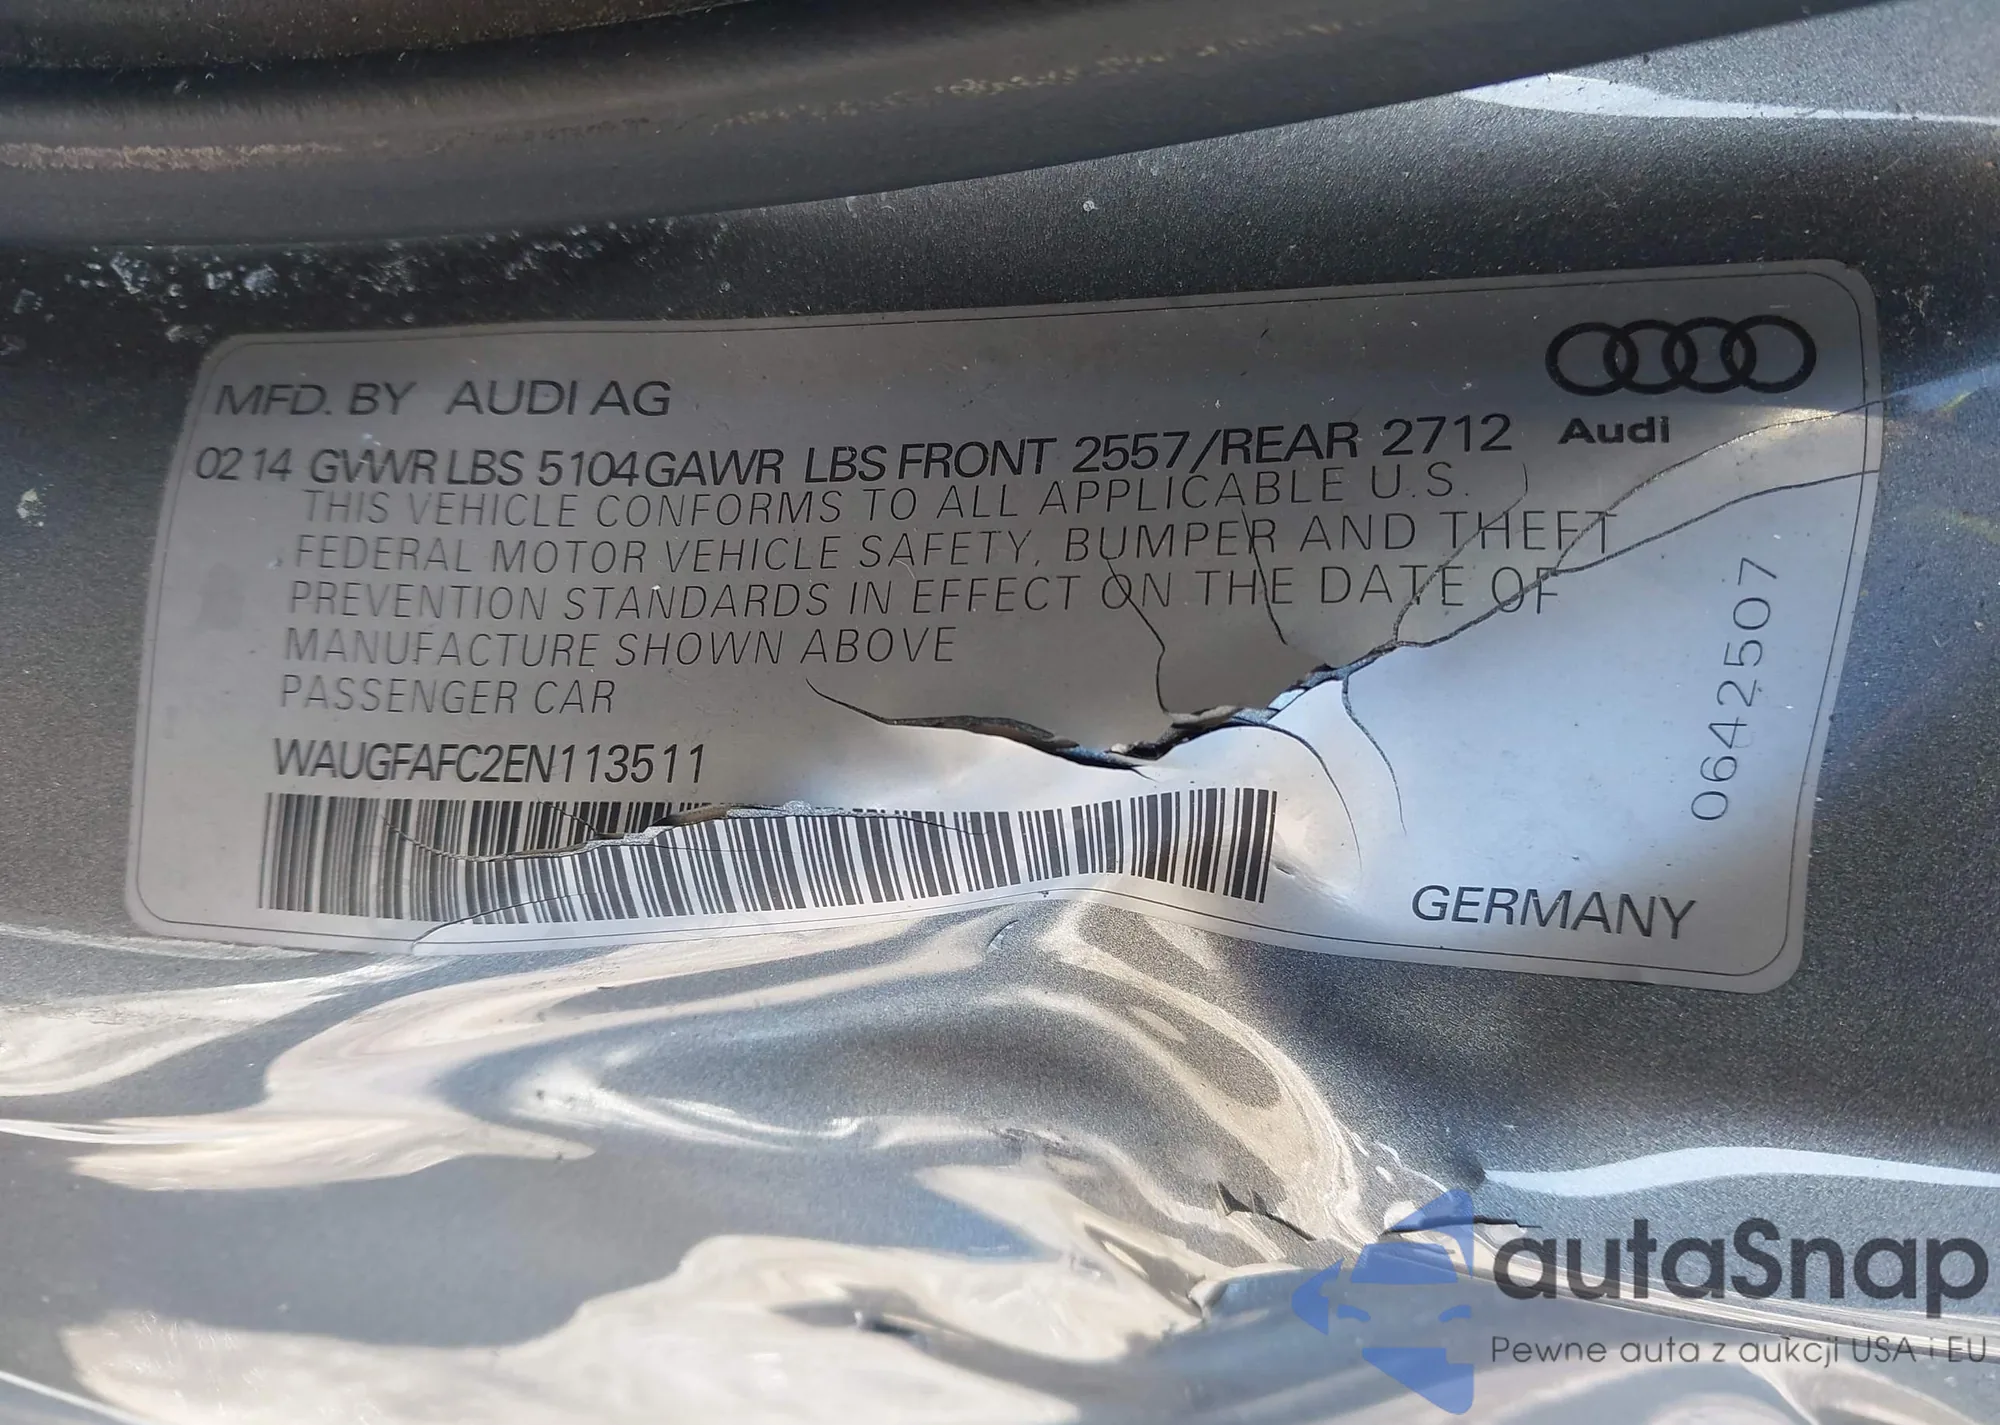 MFD. BY AUDI AG
Audi
02 14 GVWR LBS 5104 GAWR LBS FRONT 2557/REAR 2712
THIS VEHICLE CONFORMS TO ALL APPLICABLE U.S.
FEDERAL MOTOR VEHICLE SAFETY, BUMPER AND THEFT
PREVENTION STANDARDS IN EFFECT ON THE DATE OF
MANUFACTURE SHOWN ABOVE
PASSENGER CAR
WAUGFAFC2EN113511
0642507
GERMANY
autaSnap
Pewne auta z aukcji USA i EU